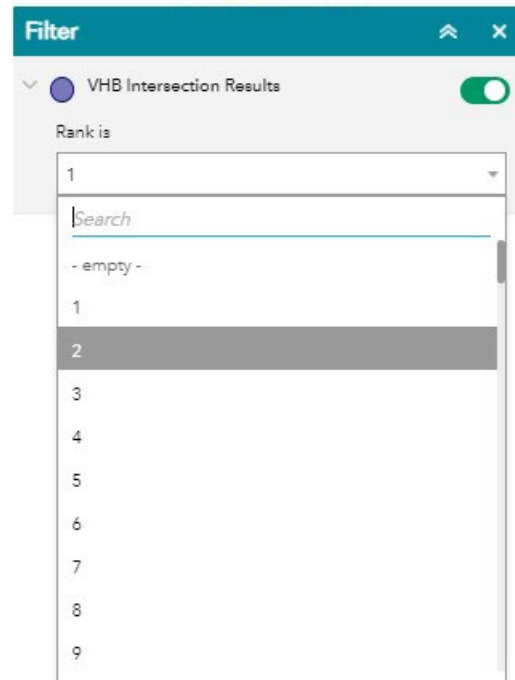 Filter
VHB Intersection Results
Rank is
1
Search
- empty -
1
2
3
4
5
6
7
8
9